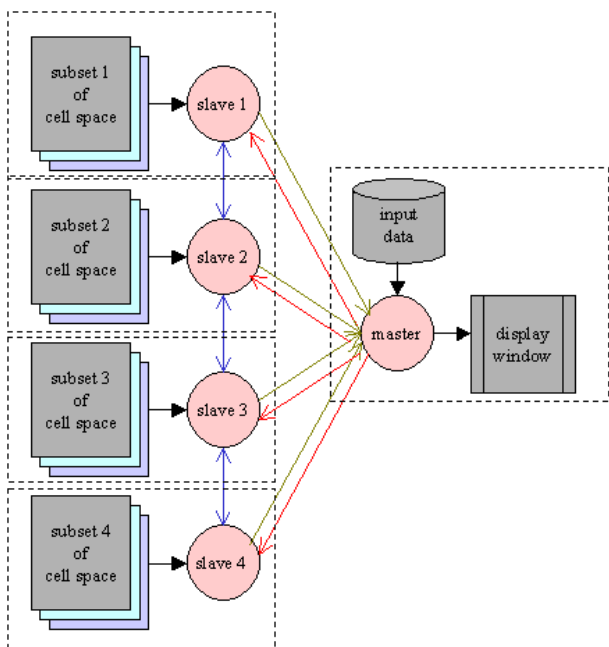 subset 1
of
cell space
slave 1
subset 2
of
cell space
slave 2
input
data
master
display
window
subset 3
of
cell space
slave 3
subset 4
of
cell space
slave 4